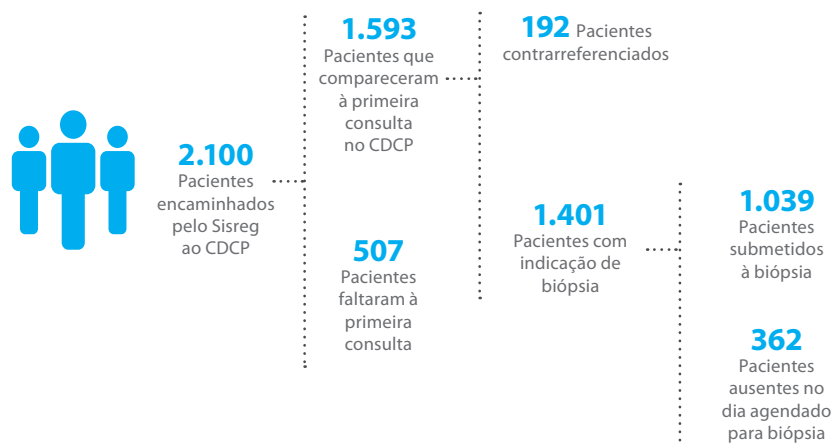 2.100
Pacientes
encaminhados
pelo Sisreg
ao CDCP
1.593
Pacientes que
compareceram
à primeira
consulta
no CDCP
507
Pacientes
faltaram à
primeira
consulta
192 Pacientes
contrarreferenciados
1.401
Pacientes com
indicação de
biópsia
1.039
Pacientes
submetidos
à biópsia
362
Pacientes
ausentes no
dia agendado
para biópsia